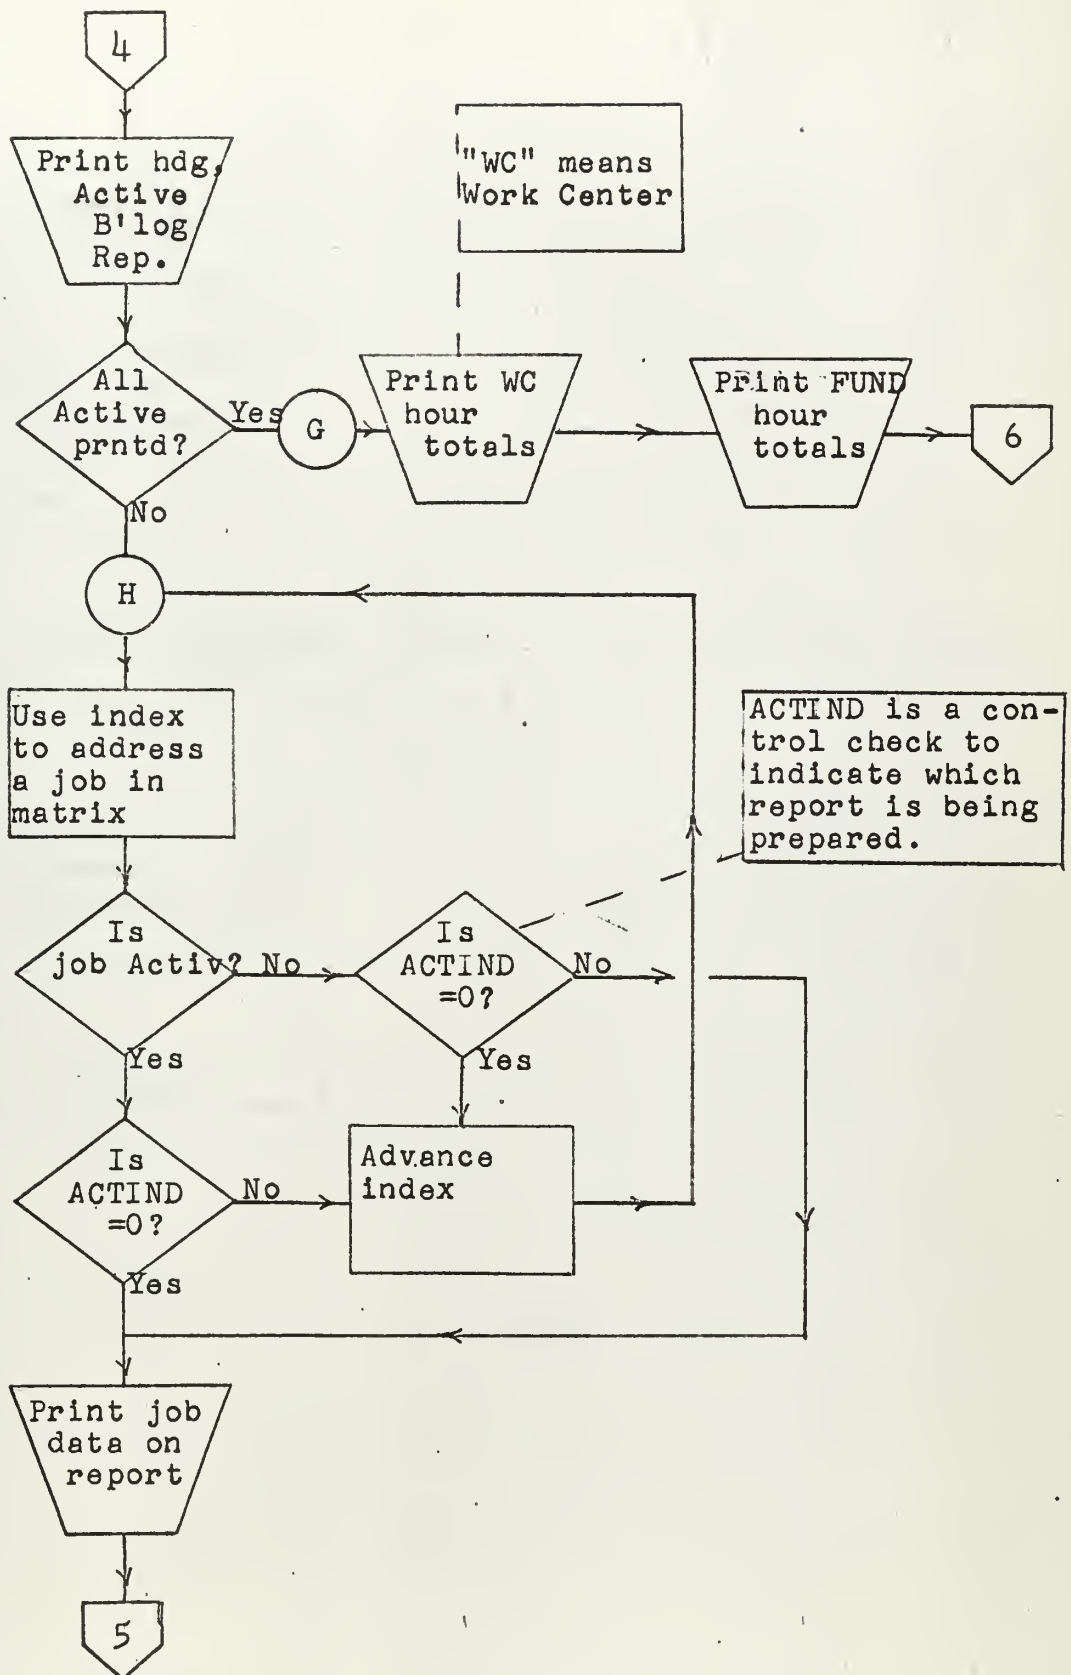 4
Print hdg,
Active
B'log
Rep.
"WC" means
Work Center
All
Active
prntd?
Yes
G
Print WC
hour
totals
Print FUND
hour
totals
6
No
H
Use index
to address
a job in
matrix
ACTIND is a con-
trol check to
indicate which
report is being
prepared.
Is
job Activ?
No
Is
ACTIND
=0?
No
Yes
Yes
Is
ACTIND
=0?
No
Advance
index
Yes
Print job
data on
report
5